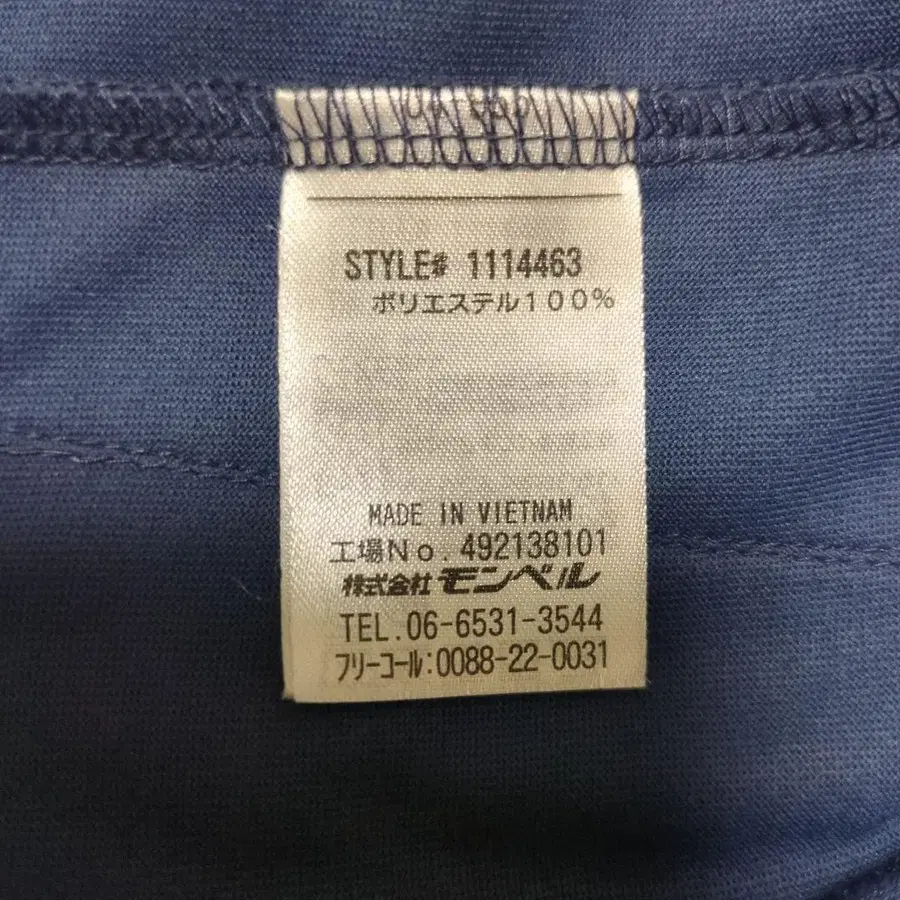 STYLE# 1114463
ポリエステル100%
MADE IN VIETNAM
工場No. 492138101
株式会社 モンベル
TEL.06-6531-3544
フリーコール:0088-22-0031